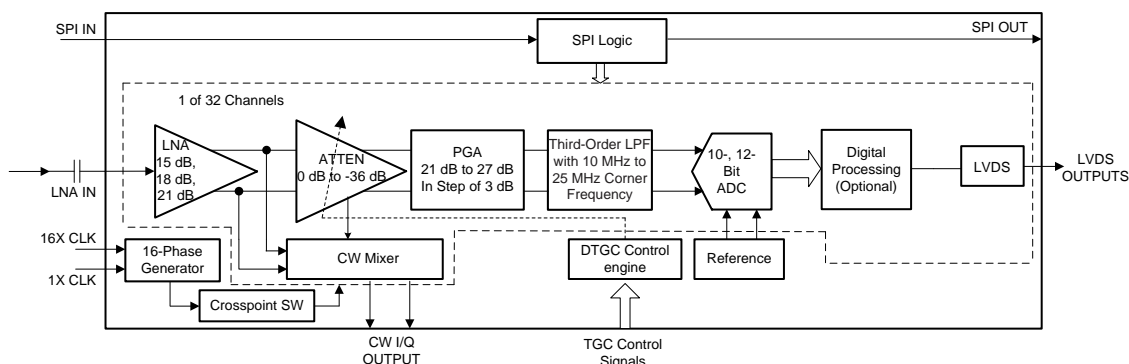 SPI IN
SPI Logic
SPI OUT
1 of 32 Channels
LNA
15 dB,
18 dB,
21 dB
ATTEN
0 dB to -36 dB
PGA
21 dB to 27 dB
In Step of 3 dB
Third-Order LPF
with 10 MHz to
25 MHz Corner
Frequency
10-, 12-
Bit
ADC
Digital
Processing
(Optional)
LVDS
LVDS
OUTPUTS
LNA IN
16X CLK
1X CLK
16-Phase
Generator
CW Mixer
DTGC Control
engine
Reference
Crosspoint SW
CW I/Q
OUTPUT
TGC Control
Signals